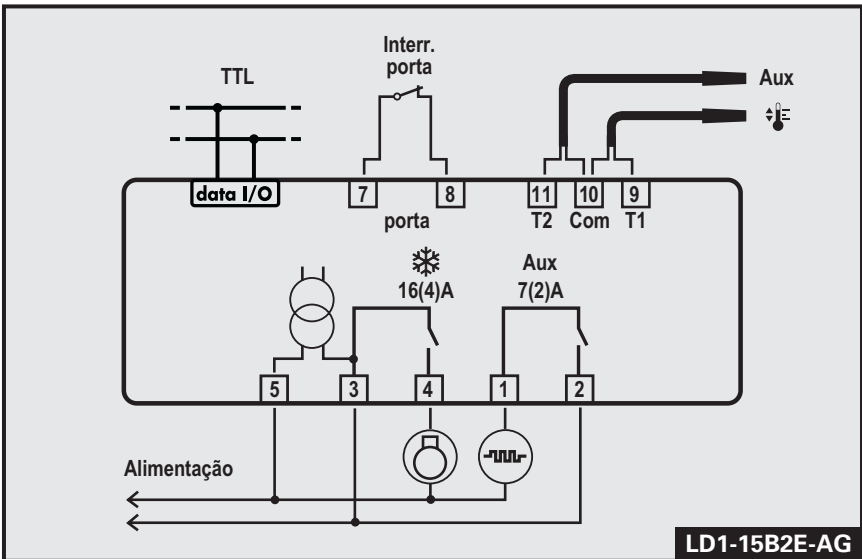 Interr.
porta
TTL
Aux
data I/O
7
8
11
10
9
porta
T2 Com T1
16(4)A
Aux
7(2)A
5
3
4
1
2
Alimentação
LD1-15B2E-AG